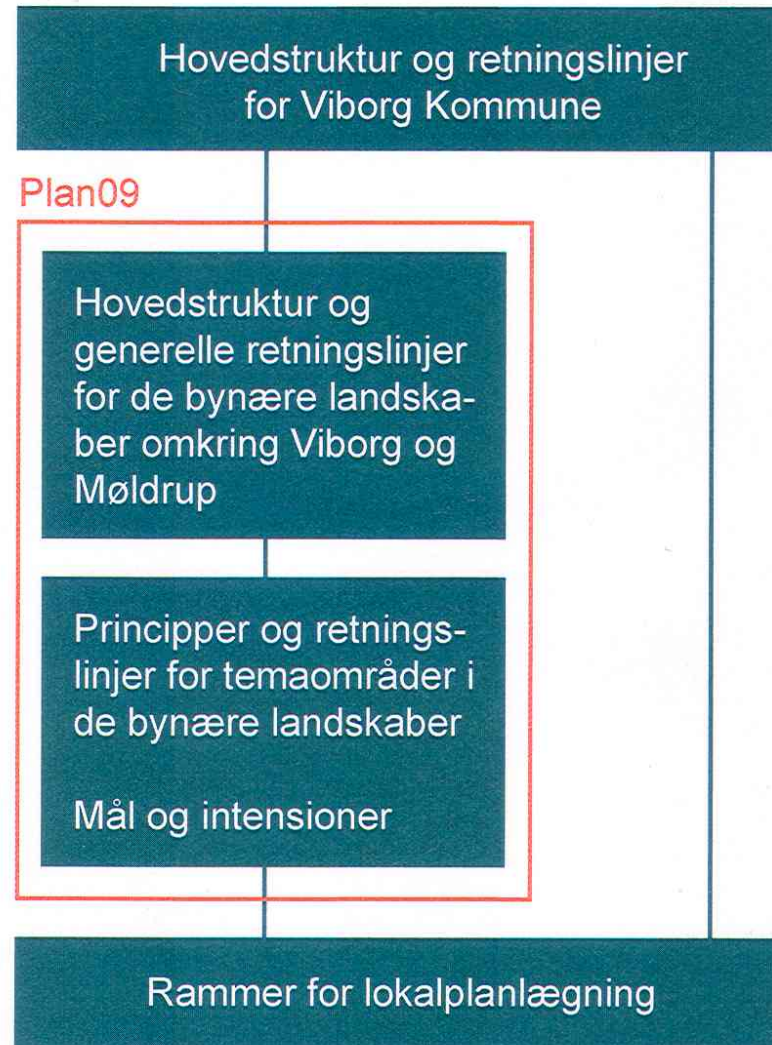 Hovedstruktur og retningslinjer
for Viborg Kommune
Plan09
Hovedstruktur og
generelle retningslinjer
for de bynære landska-
ber omkring Viborg og
Møldrup
Principper og retnings-
linjer for temaområder i
de bynære landskaber
Mål og intensioner
Rammer for lokalplanlægning